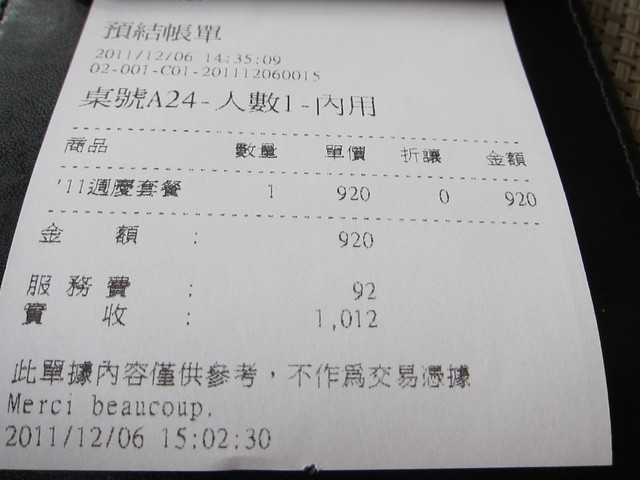 預結帳單
2011/12/06 14:35:09
02-001-C01-201112060015
桌號A24-人數1-內用
商品 數量 單價 折讓 金額
'11週慶套餐 1 920 0 920
金 額 : 920
服務費 : 92
實 收 : 1,012
此單據內容僅供參考，不作為交易憑據
Merci beaucoup.
2011/12/06 15:02:30